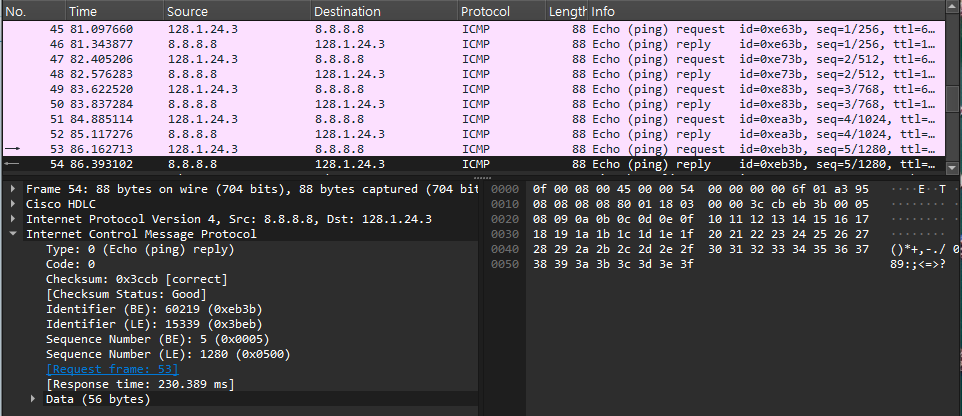 No. Time Source Destination Protocol Length Info
45 81.097660 128.1.24.3 8.8.8.8 ICMP 88 Echo (ping) request id=0xe63b, seq=1/256, ttl=6…
46 81.343877 8.8.8.8 128.1.24.3 ICMP 88 Echo (ping) reply id=0xe63b, seq=1/256, ttl=1…
47 82.405206 128.1.24.3 8.8.8.8 ICMP 88 Echo (ping) request id=0xe73b, seq=2/512, ttl=6…
48 82.576283 8.8.8.8 128.1.24.3 ICMP 88 Echo (ping) reply id=0xe73b, seq=2/512, ttl=1…
49 83.622520 128.1.24.3 8.8.8.8 ICMP 88 Echo (ping) request id=0xe83b, seq=3/768, ttl=6…
50 83.837284 8.8.8.8 128.1.24.3 ICMP 88 Echo (ping) reply id=0xe83b, seq=3/768, ttl=1…
51 84.885114 128.1.24.3 8.8.8.8 ICMP 88 Echo (ping) request id=0xe93b, seq=4/1024, ttl=…
52 85.117276 8.8.8.8 128.1.24.3 ICMP 88 Echo (ping) reply id=0xe93b, seq=4/1024, ttl=…
53 86.162713 128.1.24.3 8.8.8.8 ICMP 88 Echo (ping) request id=0xeb3b, seq=5/1280, ttl=…
54 86.393102 8.8.8.8 128.1.24.3 ICMP 88 Echo (ping) reply id=0xeb3b, seq=5/1280, ttl=…
Frame 54: 88 bytes on wire (704 bits), 88 bytes captured (704 bit
Cisco HDLC
Internet Protocol Version 4, Src: 8.8.8.8, Dst: 128.1.24.3
Internet Control Message Protocol
Type: 0 (Echo (ping) reply)
Code: 0
Checksum: 0x3ccb [correct]
[Checksum Status: Good]
Identifier (BE): 60219 (0xeb3b)
Identifier (LE): 15339 (0x3beb)
Sequence Number (BE): 5 (0x0005)
Sequence Number (LE): 1280 (0x0500)
[Request frame: 53]
[Response time: 230.389 ms]
Data (56 bytes)
0000 0f 00 08 00 45 00 00 54 00 00 00 00 6f 01 a3 95 ····E··T
0010 08 08 08 08 80 01 18 03 00 00 3c cb eb 3b 00 05 ········
0020 08 09 0a 0b 0c 0d 0e 0f 10 11 12 13 14 15 16 17 ········
0030 18 19 1a 1b 1c 1d 1e 1f 20 21 22 23 24 25 26 27 ········
0040 28 29 2a 2b 2c 2d 2e 2f 30 31 32 33 34 35 36 37 ()*+,-./ 0
0050 38 39 3a 3b 3c 3d 3e 3f 89:;<=>?